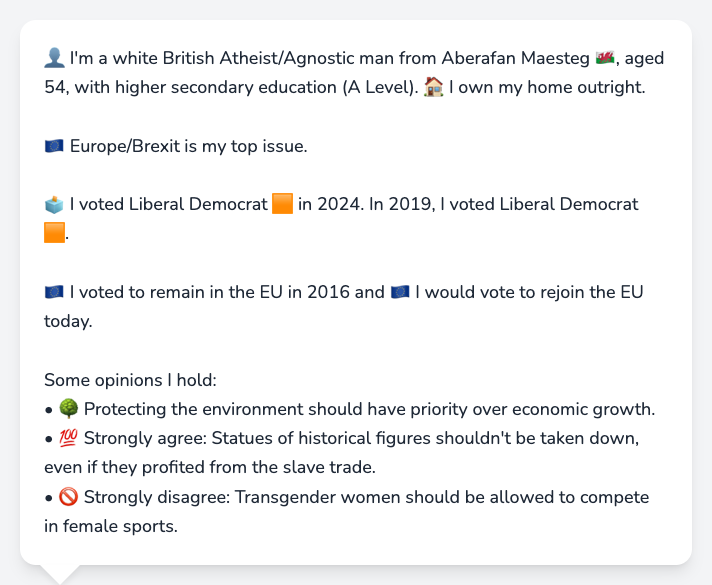 👤 I'm a white British Atheist/Agnostic man from Aberafan Maesteg 🏴󠁧󠁢󠁷󠁬󠁳󠁿, aged
54, with higher secondary education (A Level). 🏠 I own my home outright.
🇪🇺 Europe/Brexit is my top issue.
🗳️ I voted Liberal Democrat 🟧 in 2024. In 2019, I voted Liberal Democrat
🟧.
🇪🇺 I voted to remain in the EU in 2016 and 🇪🇺 I would vote to rejoin the EU
today.
Some opinions I hold:
• 🌳 Protecting the environment should have priority over economic growth.
• 💯 Strongly agree: Statues of historical figures shouldn't be taken down,
even if they profited from the slave trade.
• 🚫 Strongly disagree: Transgender women should be allowed to compete
in female sports.